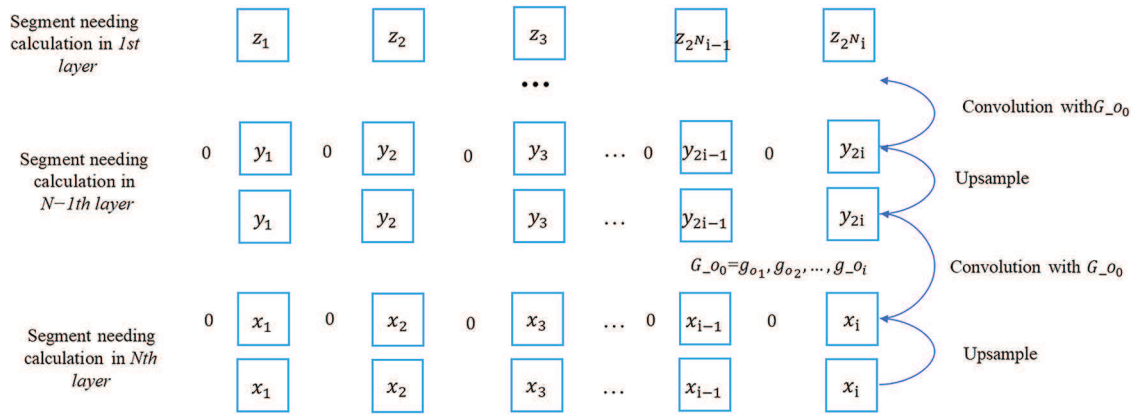 Segment needing
calculation in 1st
layer
z₁ z₂ z₃ z₂ᴺᵢ₋₁ z₂ᴺᵢ
...
Convolution withG_o₀
Segment needing
calculation in
N−1th layer
0 y₁ 0 y₂ 0 y₃ ... 0 y₂ᵢ₋₁ 0 y₂ᵢ
Upsample
y₁ y₂ y₃ ... y₂ᵢ₋₁ y₂ᵢ
G_o₀=gₒ₁, gₒ₂, ..., g_oᵢ
Convolution with G_o₀
Segment needing
calculation in Nth
layer
0 x₁ 0 x₂ 0 x₃ ... 0 xᵢ₋₁ 0 xᵢ
Upsample
x₁ x₂ x₃ ... xᵢ₋₁ xᵢ